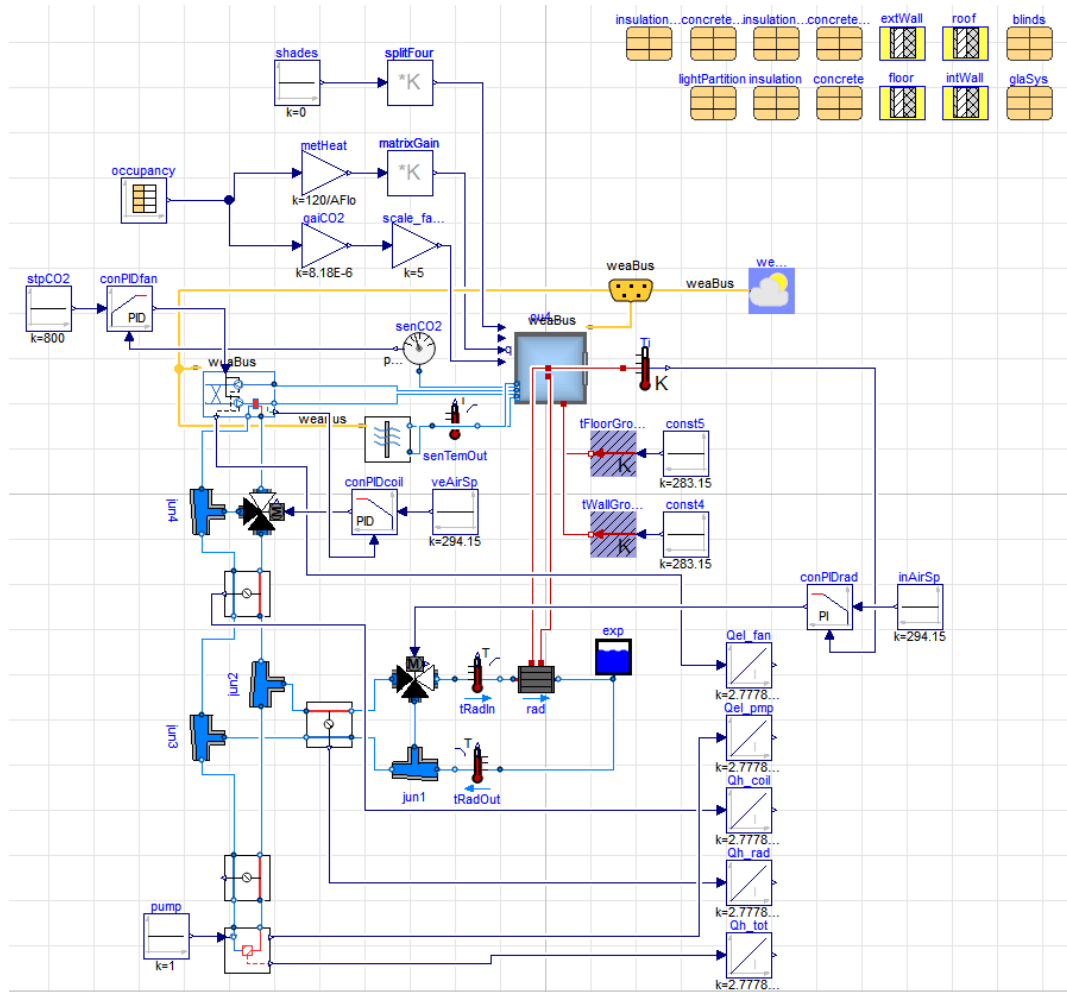 insulation... concrete... insulation... concrete... extWall roof blinds
shades splitFour
*K
k=0
lightPartition insulation concrete floor intWall glaSys
metHeat matrixGain
*K
occupancy
k=120/AFlo
gaiCO2 scale_fa...
k=8.18E-6 k=5
stpCO2 conPIDfan
PID
k=800
weaBus we...
weaBus
senCO2
p...
weaBus
Ti
K
weaBus
weaBus
senTemOut
tFloorGro... const5
K
k=283.15
conPIDcoil veAirSp
PID
M
k=294.15
jun4
tWallGro... const4
K
k=283.15
conPIDrad inAirSp
PI
k=294.15
exp
M
T
tRadIn rad
jun2
jun3
T
jun1 tRadOut
Qel_fan
k=2.7778...
Qel_pmp
k=2.7778...
Qh_coil
k=2.7778...
Qh_rad
k=2.7778...
pump
k=1
Qh_tot
k=2.7778...